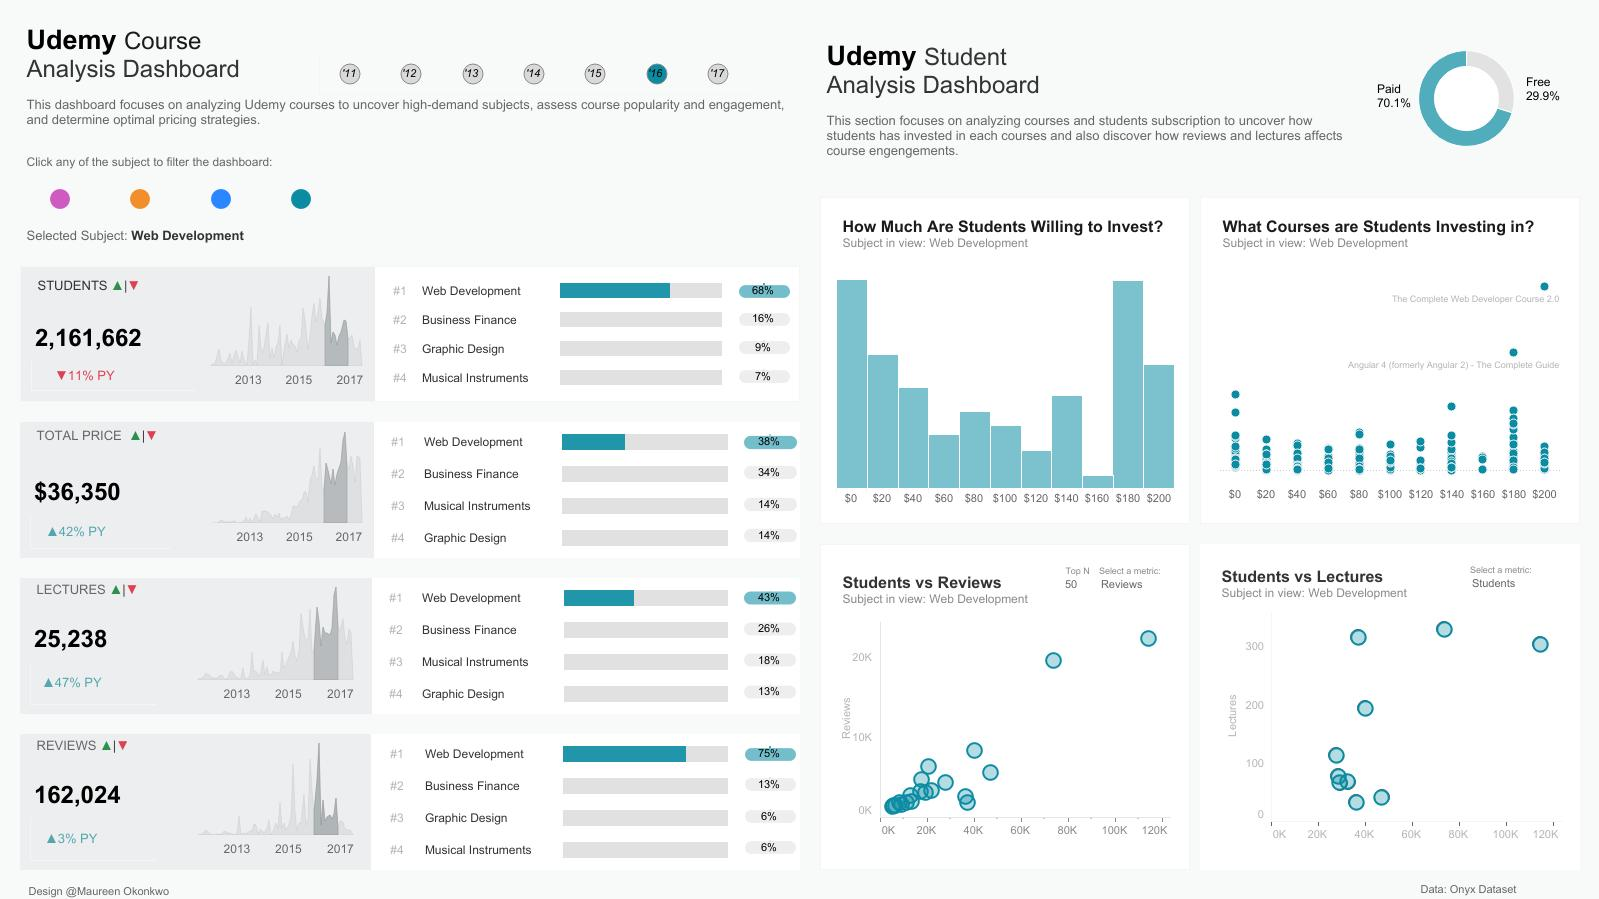 Udemy Course
Analysis Dashboard
'11 '12 '13 '14 '15 '16 '17
This dashboard focuses on analyzing Udemy courses to uncover high-demand subjects, assess course popularity and engagement,
and determine optimal pricing strategies.
Click any of the subject to filter the dashboard:
Selected Subject: Web Development
STUDENTS ▲|▼
2,161,662
▼11% PY
2013 2015 2017
#1 Web Development 68%
#2 Business Finance 16%
#3 Graphic Design 9%
#4 Musical Instruments 7%
TOTAL PRICE ▲|▼
$36,350
▲42% PY
2013 2015 2017
#1 Web Development 38%
#2 Business Finance 34%
#3 Musical Instruments 14%
#4 Graphic Design 14%
LECTURES ▲|▼
25,238
▲47% PY
2013 2015 2017
#1 Web Development 43%
#2 Business Finance 26%
#3 Musical Instruments 18%
#4 Graphic Design 13%
REVIEWS ▲|▼
162,024
▲3% PY
2013 2015 2017
#1 Web Development 75%
#2 Business Finance 13%
#3 Graphic Design 6%
#4 Musical Instruments 6%
Design @Maureen Okonkwo
Udemy Student
Analysis Dashboard
This section focuses on analyzing courses and students subscription to uncover how
students has invested in each courses and also discover how reviews and lectures affects
course engengements.
Paid
70.1%
Free
29.9%
How Much Are Students Willing to Invest?
Subject in view: Web Development
$0 $20 $40 $60 $80 $100 $120 $140 $160 $180 $200
What Courses are Students Investing in?
Subject in view: Web Development
The Complete Web Developer Course 2.0
Angular 4 (formerly Angular 2) - The Complete Guide
$0 $20 $40 $60 $80 $100 $120 $140 $160 $180 $200
Students vs Reviews
Subject in view: Web Development
Top N Select a metric:
50 Reviews
Reviews
20K
10K
0K
0K 20K 40K 60K 80K 100K 120K
Students vs Lectures
Subject in view: Web Development
Select a metric:
Students
Lectures
300
200
100
0
0K 20K 40K 60K 80K 100K 120K
Data: Onyx Dataset